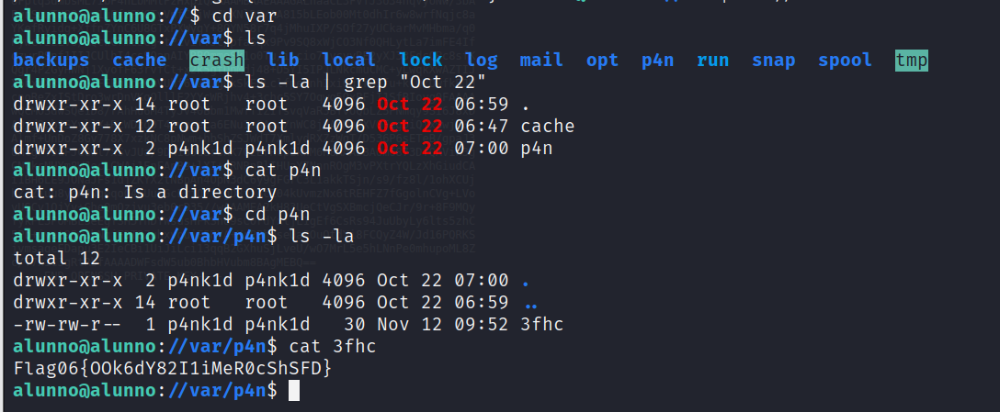 alunno@alunno://$ cd var
alunno@alunno://var$ ls
backups cache crash lib local lock log mail opt p4n run snap spool tmp
alunno@alunno://var$ ls -la | grep "Oct 22"
drwxr-xr-x 14 root root 4096 Oct 22 06:59 .
drwxr-xr-x 12 root root 4096 Oct 22 06:47 cache
drwxr-xr-x 2 p4nk1d p4nk1d 4096 Oct 22 07:00 p4n
alunno@alunno://var$ cat p4n
cat: p4n: Is a directory
alunno@alunno://var$ cd p4n
alunno@alunno://var/p4n$ ls -la
total 12
drwxr-xr-x 2 p4nk1d p4nk1d 4096 Oct 22 07:00 .
drwxr-xr-x 14 root root 4096 Oct 22 06:59 ..
-rw-rw-r-- 1 p4nk1d p4nk1d 30 Nov 12 09:52 3fhc
alunno@alunno://var/p4n$ cat 3fhc
Flag06{OOk6dY82I1iMeR0cShSFD}
alunno@alunno://var/p4n$